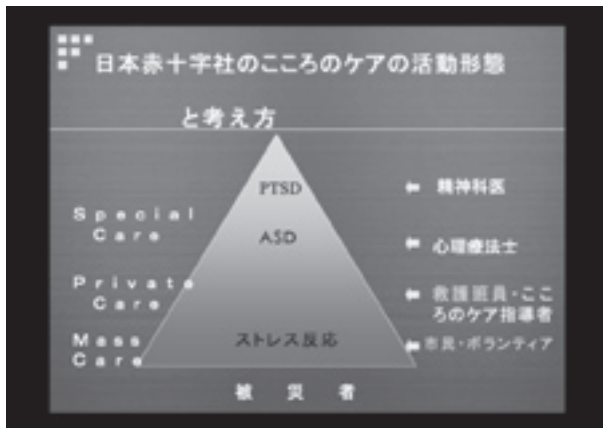 日本赤十字社のこころのケアの活動形態
と考え方
PTSD
精神科医
Special
Care
ASD
心理療法士
Private
Care
救護班員・ここ
ろのケア指導者
Mass
Care
ストレス反応
市民・ボランティア
被災者